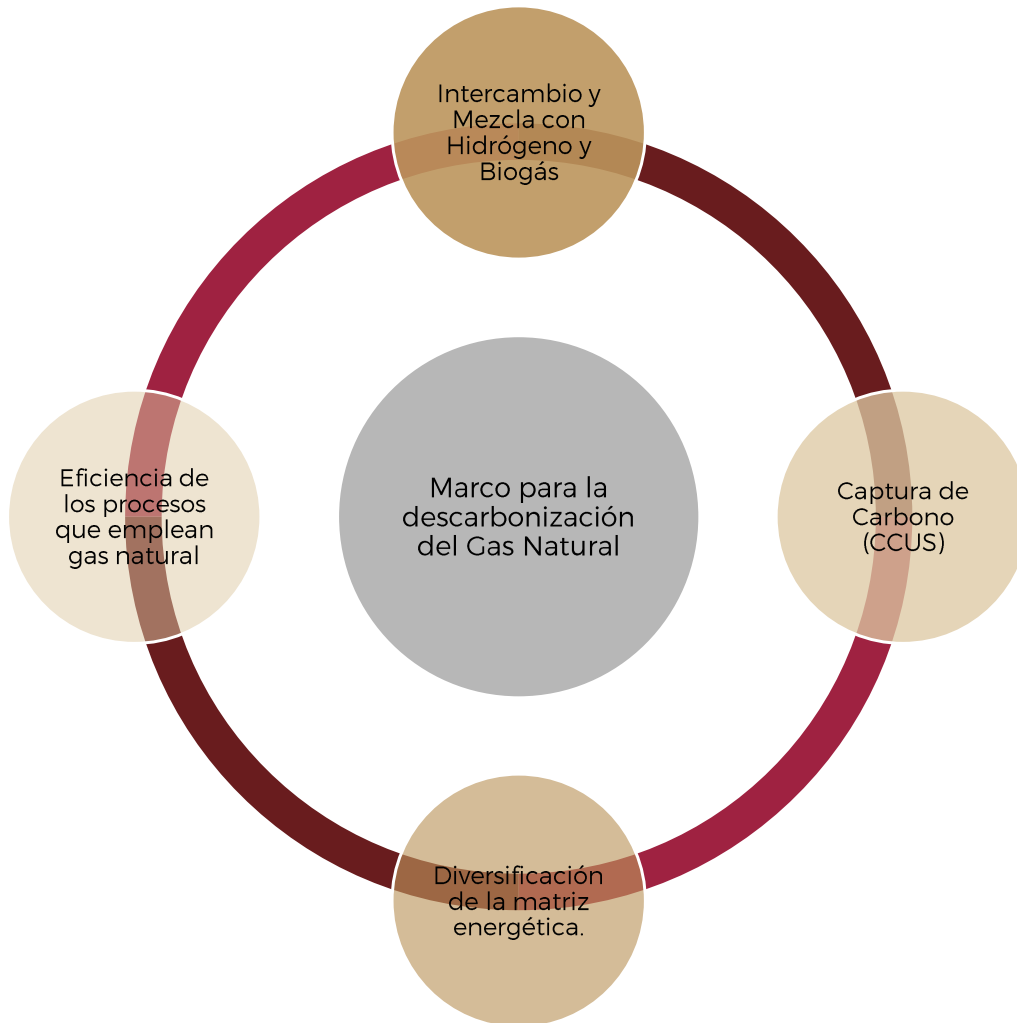 Intercambio y
Mezcla con
Hidrógeno y
Biogás
Eficiencia de
los procesos
que emplean
gas natural
Marco para la
descarbonización
del Gas Natural
Captura de
Carbono
(CCUS)
Diversificación
de la matriz
energética.